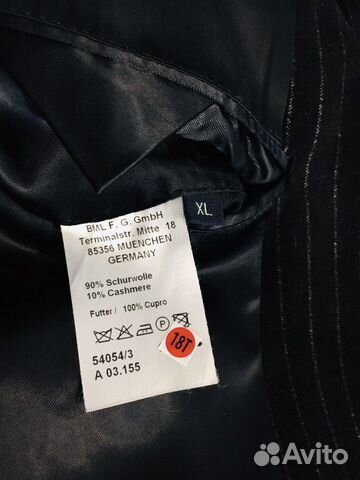 XL
BML F. G. GmbH
Terminalstr. Mitte 18
85356 MUENCHEN
GERMANY
90% Schurwolle
10% Cashmere
Futter / 100% Cupro
P
18T
54054/3
A 03.155
Avito